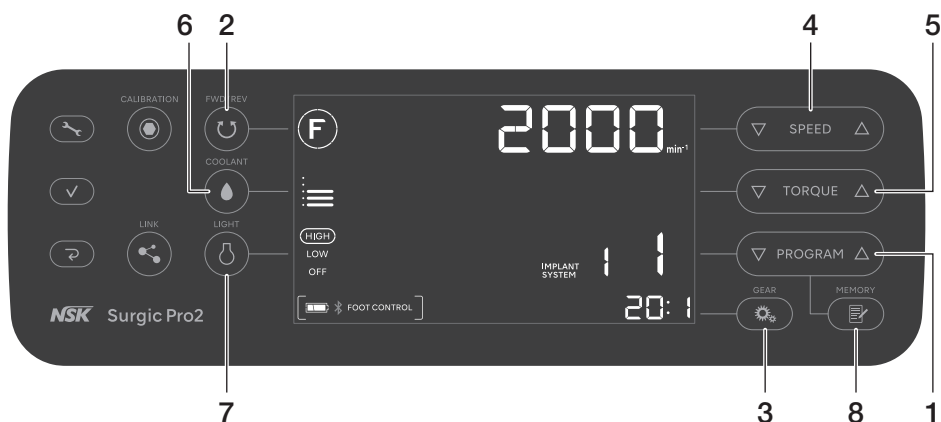 6 2 4 5
CALIBRATION FWD/REV
F 2000 min⁻¹ SPEED
COOLANT
TORQUE
LINK LIGHT
HIGH
LOW
OFF
IMPLANT
SYSTEM
1 1
PROGRAM
GEAR MEMORY
NSK Surgic Pro2
FOOT CONTROL
20:1
7 3 8 1